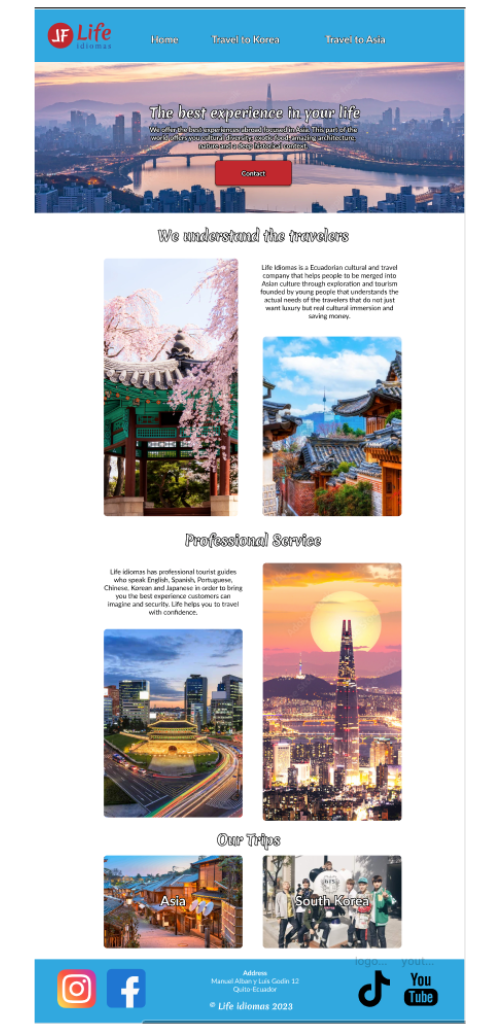 Life
idiomas
Home Travel to Korea Travel to Asia
The best experience in your life
We offer the best experiences abroad focused in Asia. This part of the
world offers you cultural diversity, exotic food, amazing architecture,
nature and a deep historical context.
Contact
We understand the travelers
Life idiomas is a Ecuadorian cultural and travel
company that helps people to be merged into
Asian culture through exploration and tourism
founded by young people that understands the
actual needs of the travelers that do not just
want luxury but real cultural immersion and
saving money.
Professional Service
Life idiomas has professional tourist guides
who speak English, Spanish, Portuguese,
Chinese, Korean and Japanese in order to bring
you the best experience customers can
imagine and security. Life helps you to travel
with confidence.
Our Trips
Asia
South Korea
logo... yout...
Address
Manuel Alban y Luis Godin 12
Quito-Ecuador
© Life idiomas 2023
You
Tube